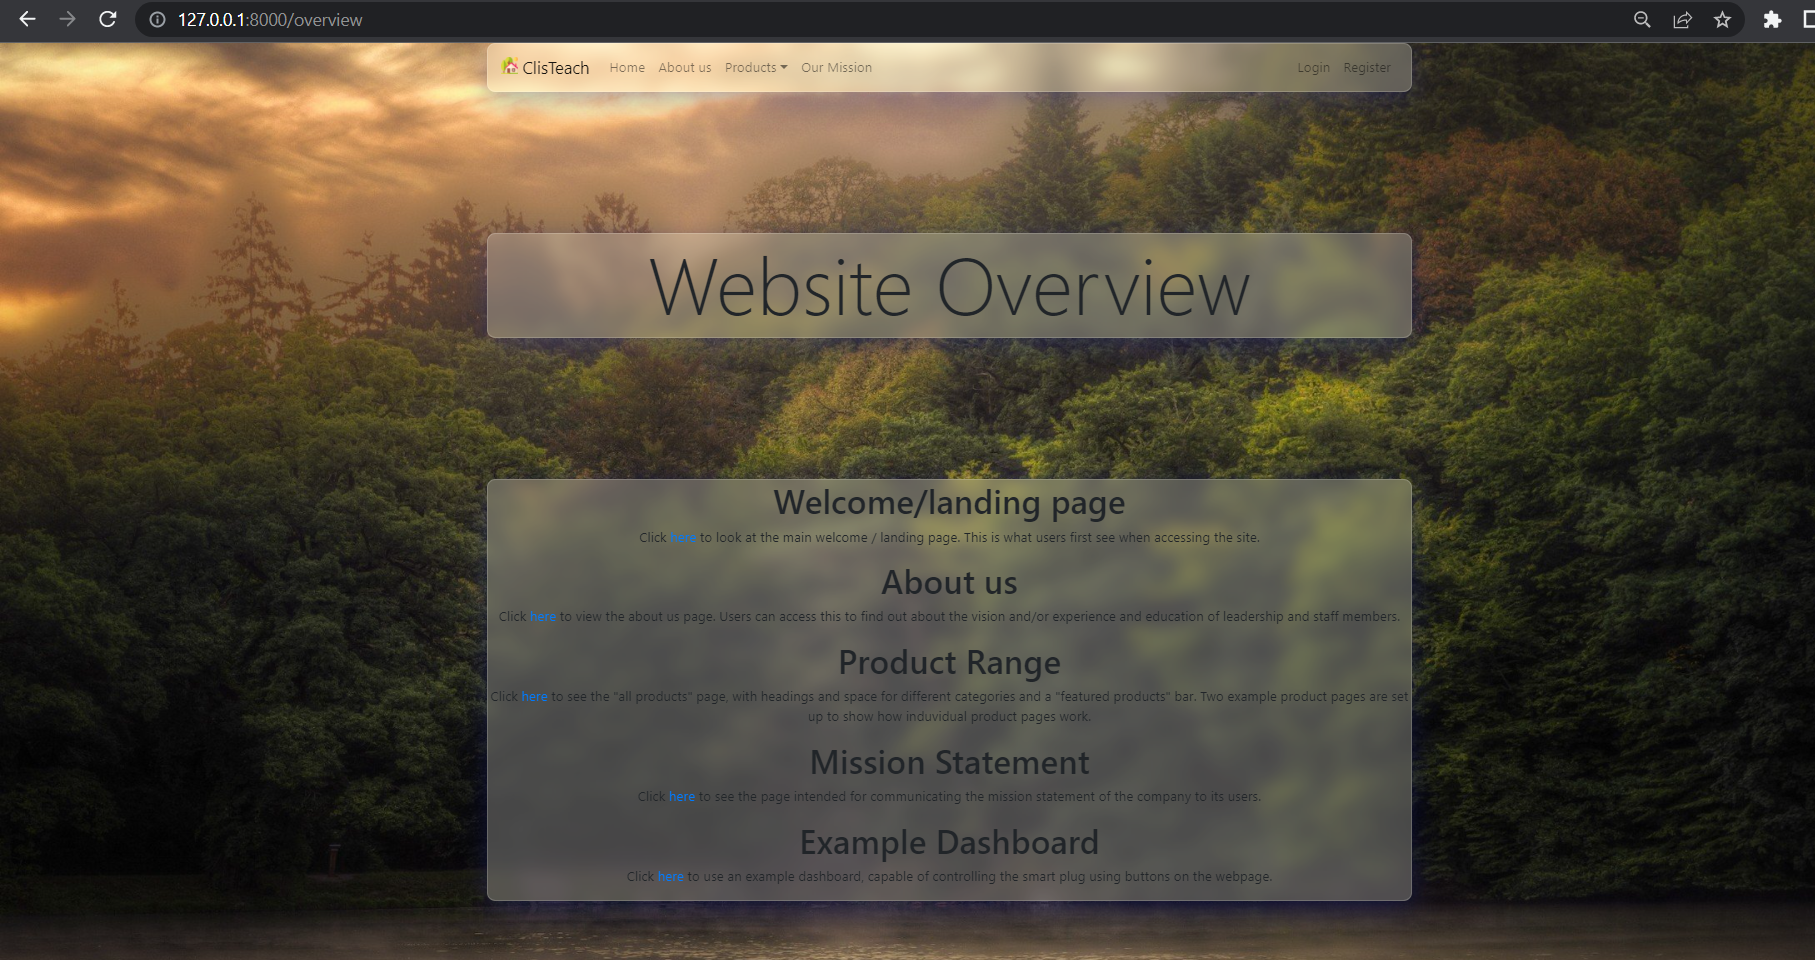 127.0.0.1:8000/overview
ClisTeach Home About us Products Our Mission Login Register
Website Overview
Welcome/landing page
Click here to look at the main welcome / landing page. This is what users first see when accessing the site.
About us
Click here to view the about us page. Users can access this to find out about the vision and/or experience and education of leadership and staff members.
Product Range
Click here to see the "all products" page, with headings and space for different categories and a "featured products" bar. Two example product pages are set
up to show how induvidual product pages work.
Mission Statement
Click here to see the page intended for communicating the mission statement of the company to its users.
Example Dashboard
Click here to use an example dashboard, capable of controlling the smart plug using buttons on the webpage.